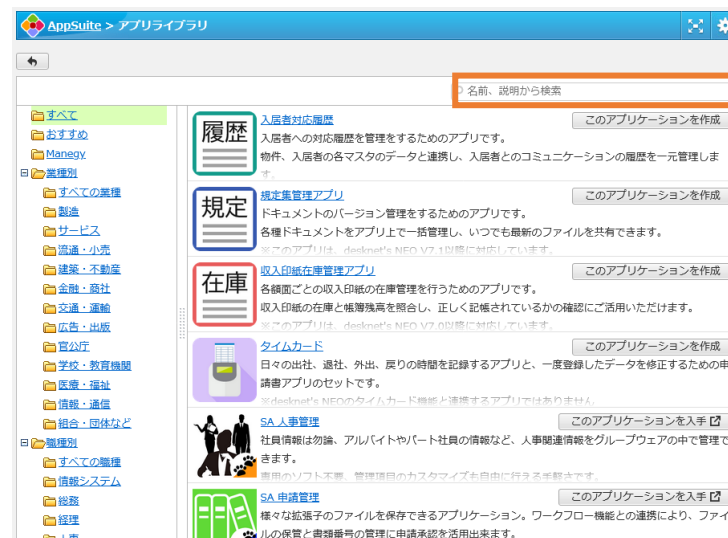 AppSuite > アプリライブラリ
名前、説明から検索
すべて
おすすめ
Manegy
業種別
すべての業種
製造
サービス
流通・小売
建築・不動産
金融・商社
交通・運輸
広告・出版
官公庁
学校・教育機関
医療・福祉
情報・通信
組合・団体など
職種別
すべての職種
情報システム
総務
経理
人事
履歴
入居者対応履歴
このアプリケーションを作成
入居者への対応履歴を管理をするためのアプリです。
物件、入居者の各マスタのデータと連携し、入居者とのコミュニケーションの履歴を一元管理しま
す。
規定
規定集管理アプリ
このアプリケーションを作成
ドキュメントのバージョン管理をするためのアプリです。
各種ドキュメントをアプリ上で一括管理し、いつでも最新のファイルを共有できます。
※このアプリは、desknet's NEO V7.1以降に対応しています。
在庫
収入印紙在庫管理アプリ
このアプリケーションを作成
各額面ごとの収入印紙の在庫管理を行うためのアプリです。
収入印紙の在庫と帳簿残高を照合し、正しく記帳されているかの確認にご活用いただけます。
※このアプリは、desknet's NEO V7.0以降に対応しています。
タイムカード
このアプリケーションを作成
日々の出社、退社、外出、戻りの時間を記録するアプリと、一度登録したデータを修正するための申
請書アプリのセットです。
※desknet's NEOのタイムカード機能と連携するアプリではありません。
SA 人事管理
このアプリケーションを入手
社員情報は勿論、アルバイトやパート社員の情報など、人事関連情報をグループウェアの中で管理で
きます。
専用のソフト不要、管理項目のカスタマイズも自由に行える手軽さです。
SA 申請管理
このアプリケーションを入手
様々な拡張子のファイルを保存できるアプリケーション。ワークフロー機能との連携により、ファイ
ルの保管と書類番号の管理に申請承認を活用出来ます。